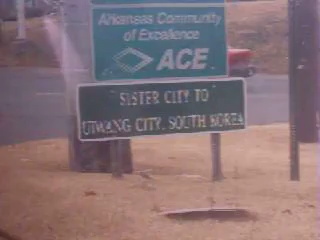 Arkansas Community
of Excellence
ACE
SISTER CITY TO
UIWANG CITY, SOUTH KOREA